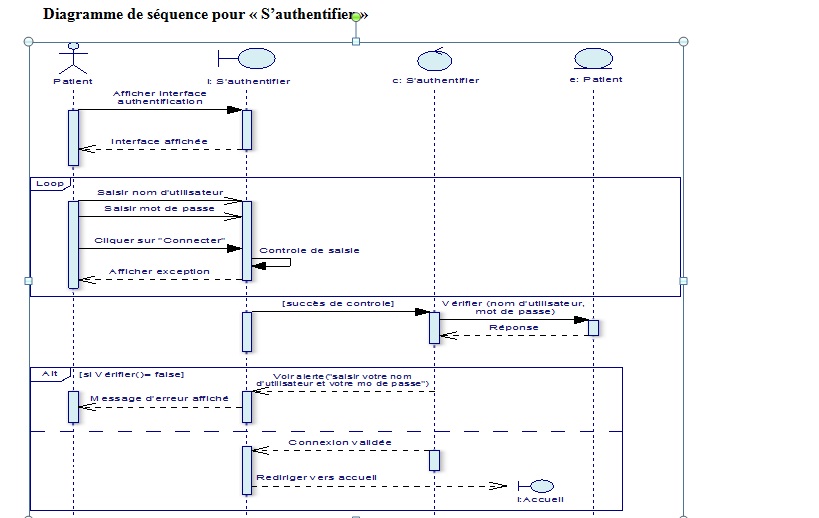 Diagramme de séquence pour « S'authentifier»
Patient
I: S'authentifier
c: S'authentifier
e: Patient
Afficher interface
authentification
Interface affichée
Loop
Saisir nom d'utilisateur
Saisir mot de passe
Cliquer sur "Connecter"
Controle de saisie
Afficher exception
[succès de controle]
Vérifier (nom d'utilisateur,
mot de passe)
Réponse
Alt
[si Vérifier()= false]
Voir alerte("saisir votre nom
d'utilisateur et votre mo de passe")
Message d'erreur affiché
Connexion validée
Rediriger vers accueil
I:Accueil